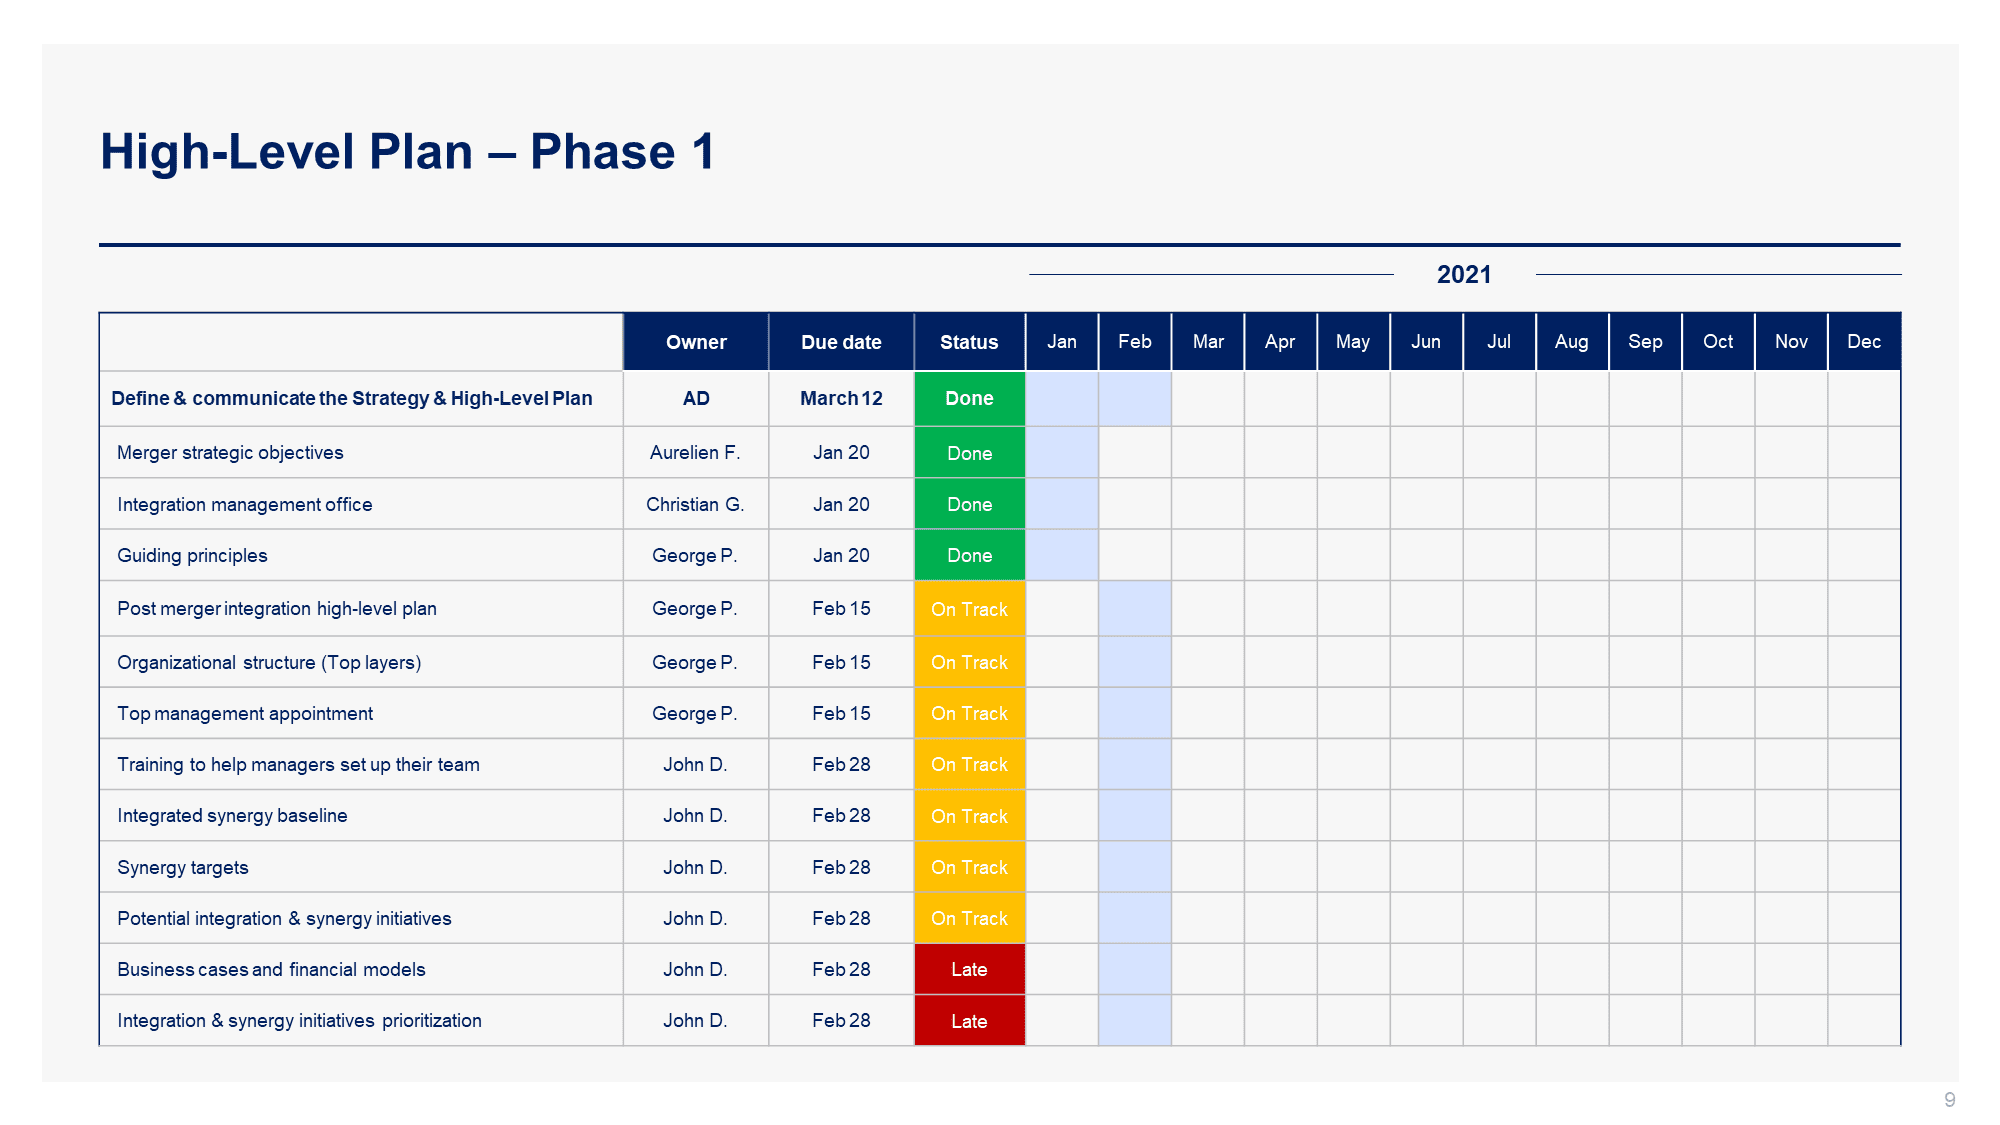 High-Level Plan – Phase 1
2021
Owner Due date Status Jan Feb Mar Apr May Jun Jul Aug Sep Oct Nov Dec
Define & communicate the Strategy & High-Level Plan AD March 12 Done
Merger strategic objectives Aurelien F. Jan 20 Done
Integration management office Christian G. Jan 20 Done
Guiding principles George P. Jan 20 Done
Post merger integration high-level plan George P. Feb 15 On Track
Organizational structure (Top layers) George P. Feb 15 On Track
Top management appointment George P. Feb 15 On Track
Training to help managers set up their team John D. Feb 28 On Track
Integrated synergy baseline John D. Feb 28 On Track
Synergy targets John D. Feb 28 On Track
Potential integration & synergy initiatives John D. Feb 28 On Track
Business cases and financial models John D. Feb 28 Late
Integration & synergy initiatives prioritization John D. Feb 28 Late
9